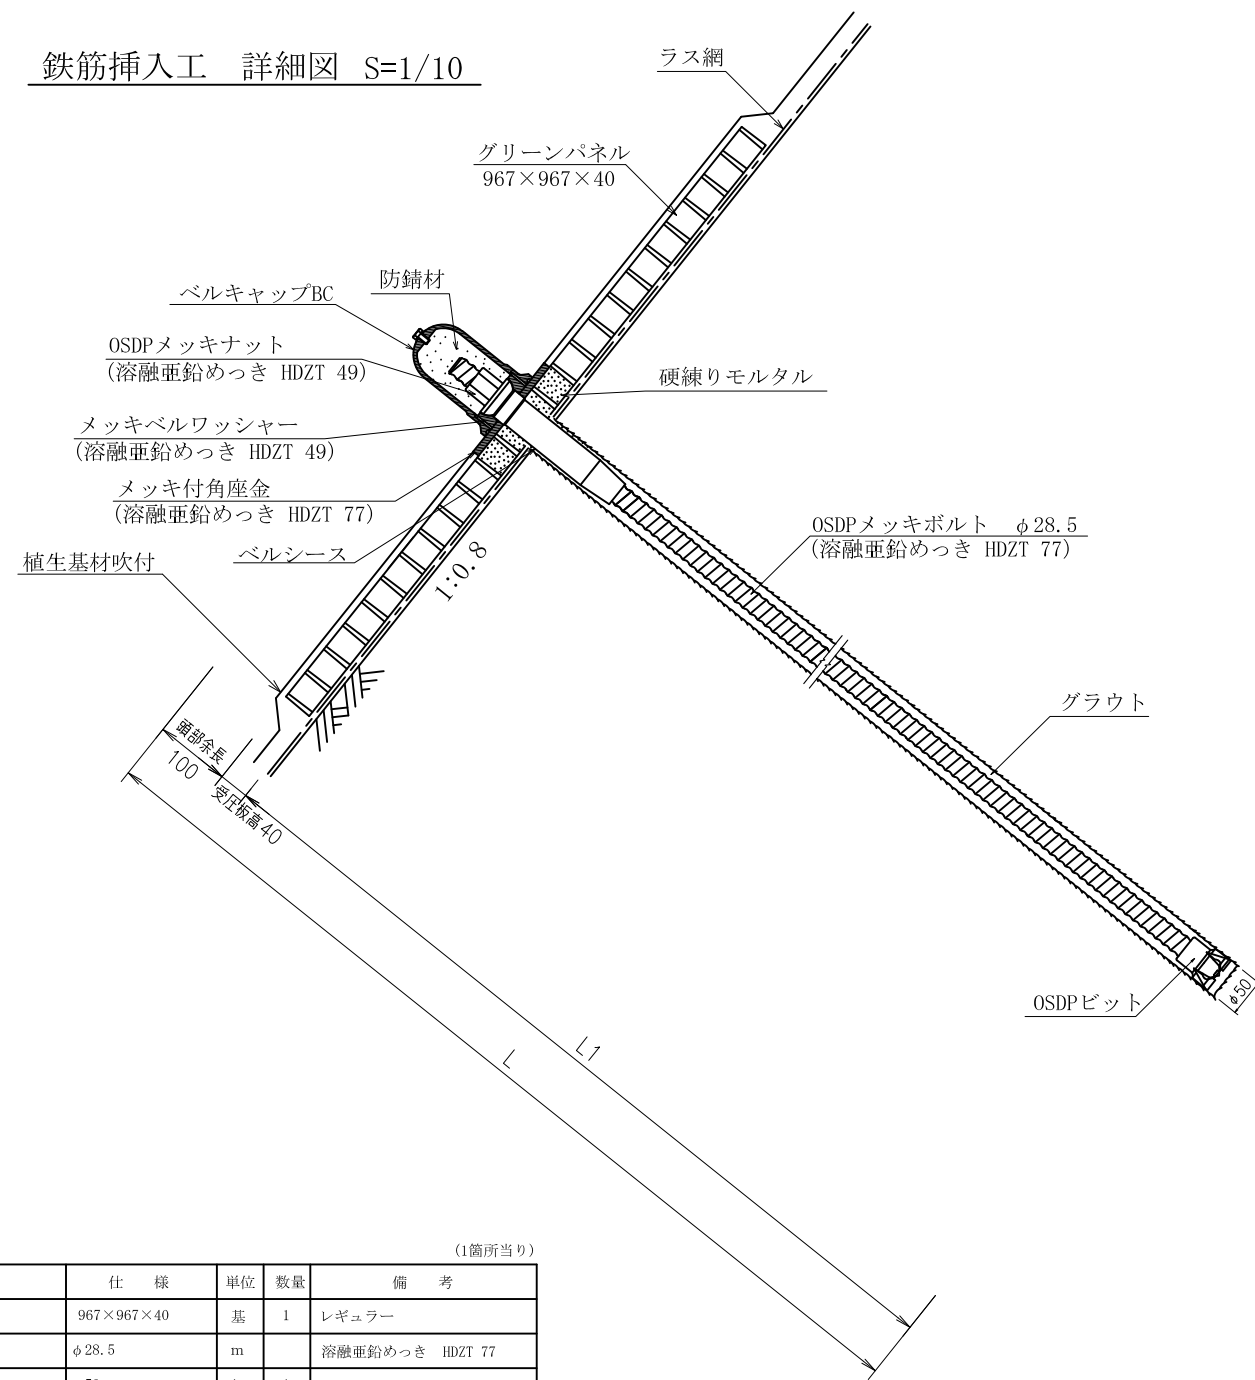 鉄筋挿入工　詳細図 S=1/10
ラス網
グリーンパネル
967×967×40
防錆材
ベルキャップBC
OSDPメッキナット
(溶融亜鉛めっき HDZT 49)
硬練りモルタル
メッキベルワッシャー
(溶融亜鉛めっき HDZT 49)
メッキ付角座金
(溶融亜鉛めっき HDZT 77)
OSDPメッキボルト　φ28.5
(溶融亜鉛めっき HDZT 77)
ベルシース
植生基材吹付
1:0.8
グラウト
頭部余長
100
受圧板高40
OSDPビット
φ50
L1
L
(1箇所当り)
仕　様 単位 数量 備　考
967×967×40 基 1 レギュラー
φ28.5 m 溶融亜鉛めっき HDZT 77